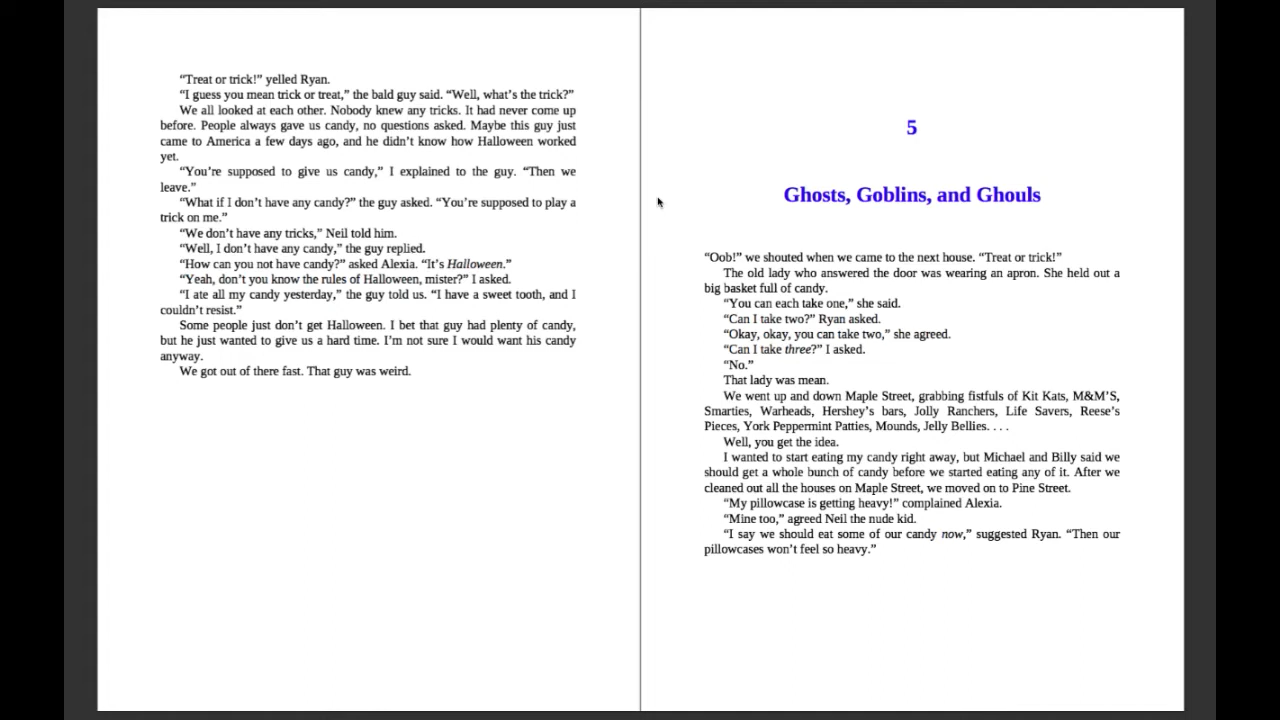 “Treat or trick!” yelled Ryan.
“I guess you mean trick or treat,” the bald guy said. “Well, what’s the trick?”
We all looked at each other. Nobody knew any tricks. It had never come up
before. People always gave us candy, no questions asked. Maybe this guy just
came to America a few days ago, and he didn’t know how Halloween worked
yet.
“You’re supposed to give us candy,” I explained to the guy. “Then we
leave.”
“What if I don’t have any candy?” the guy asked. “You’re supposed to play a
trick on me.”
“We don’t have any tricks,” Neil told him.
“Well, I don’t have any candy,” the guy replied.
“How can you not have candy?” asked Alexia. “It’s Halloween.”
“Yeah, don’t you know the rules of Halloween, mister?” I asked.
“I ate all my candy yesterday,” the guy told us. “I have a sweet tooth, and I
couldn’t resist.”
Some people just don’t get Halloween. I bet that guy had plenty of candy,
but he just wanted to give us a hard time. I’m not sure I would want his candy
anyway.
We got out of there fast. That guy was weird.
5
Ghosts, Goblins, and Ghouls
“Oob!” we shouted when we came to the next house. “Treat or trick!”
The old lady who answered the door was wearing an apron. She held out a
big basket full of candy.
“You can each take one,” she said.
“Can I take two?” Ryan asked.
“Okay, okay, you can take two,” she agreed.
“Can I take three?” I asked.
“No.”
That lady was mean.
We went up and down Maple Street, grabbing fistfuls of Kit Kats, M&M’S,
Smarties, Warheads, Hershey’s bars, Jolly Ranchers, Life Savers, Reese’s
Pieces, York Peppermint Patties, Mounds, Jelly Bellies. . . .
Well, you get the idea.
I wanted to start eating my candy right away, but Michael and Billy said we
should get a whole bunch of candy before we started eating any of it. After we
cleaned out all the houses on Maple Street, we moved on to Pine Street.
“My pillowcase is getting heavy!” complained Alexia.
“Mine too,” agreed Neil the nude kid.
“I say we should eat some of our candy now,” suggested Ryan. “Then our
pillowcases won’t feel so heavy.”